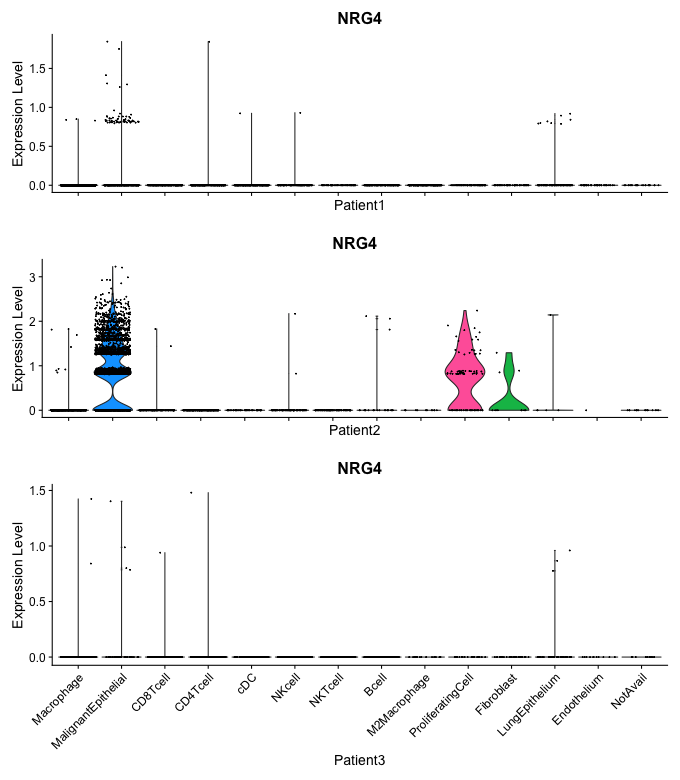 NRG4
Expression Level
1.5
1.0
0.5
0.0
Patient1
NRG4
Expression Level
3
2
1
0
Patient2
NRG4
Expression Level
1.5
1.0
0.5
0.0
Macrophage
MalignantEpithelial
CD8Tcell
CD4Tcell
cDC
NKcell
NKTcell
Bcell
M2Macrophage
ProliferatingCell
Fibroblast
LungEpithelium
Endothelium
NotAvail
Patient3